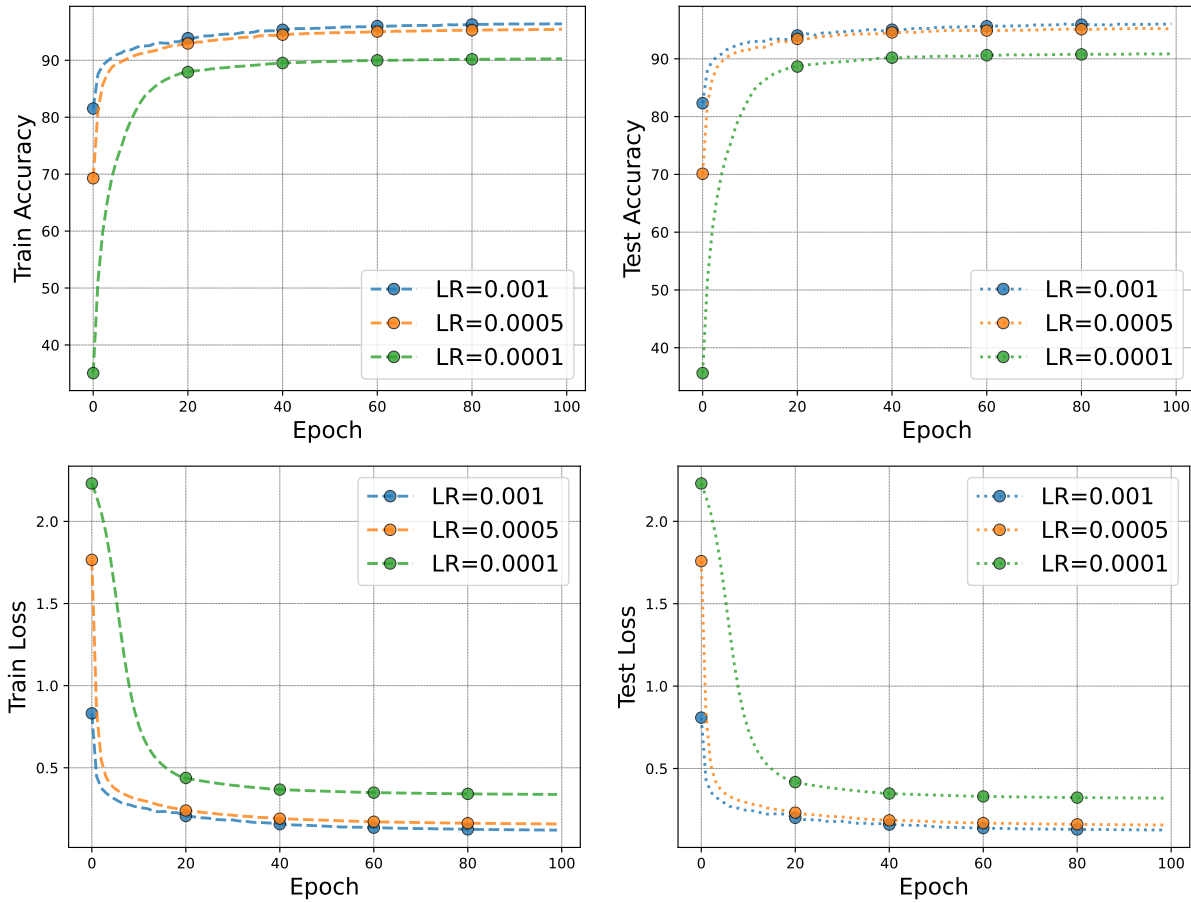 Train Accuracy
90
80
70
60
50
40
0 20 40 60 80 100
Epoch
LR=0.001
LR=0.0005
LR=0.0001
Test Accuracy
90
80
70
60
50
40
0 20 40 60 80 100
Epoch
LR=0.001
LR=0.0005
LR=0.0001
Train Loss
2.0
1.5
1.0
0.5
0 20 40 60 80 100
Epoch
LR=0.001
LR=0.0005
LR=0.0001
Test Loss
2.0
1.5
1.0
0.5
0 20 40 60 80 100
Epoch
LR=0.001
LR=0.0005
LR=0.0001